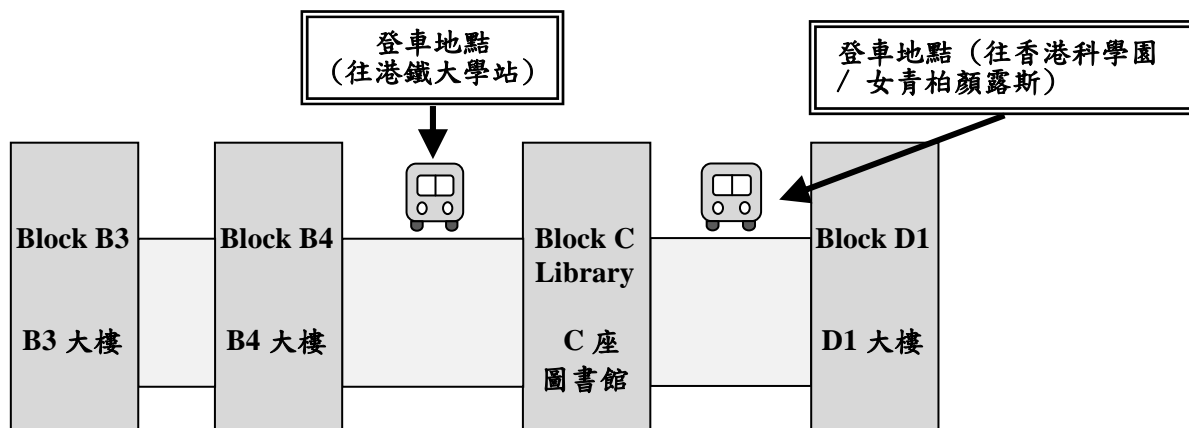 登車地點
（往港鐵大學站）
登車地點（往香港科學園
/ 女青柏顏露斯）
Block B3
B3 大樓
Block B4
B4 大樓
Block C
Library
C 座
圖書館
Block D1
D1 大樓